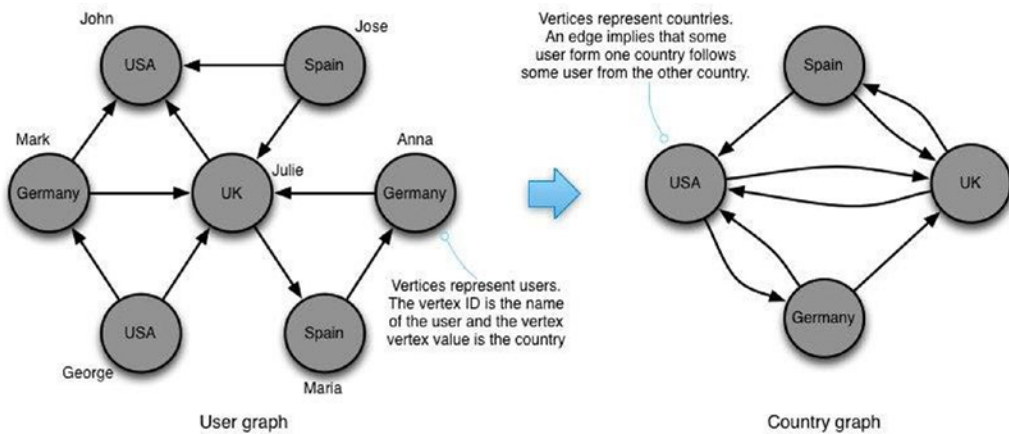 John
USA
Jose
Spain
Mark
Germany
Julie
UK
Anna
Germany
USA
George
Spain
Maria
Vertices represent users.
The vertex ID is the name
of the user and the vertex
vertex value is the country
User graph
Vertices represent countries.
An edge implies that some
user form one country follows
some user from the other country.
Spain
USA
UK
Germany
Country graph